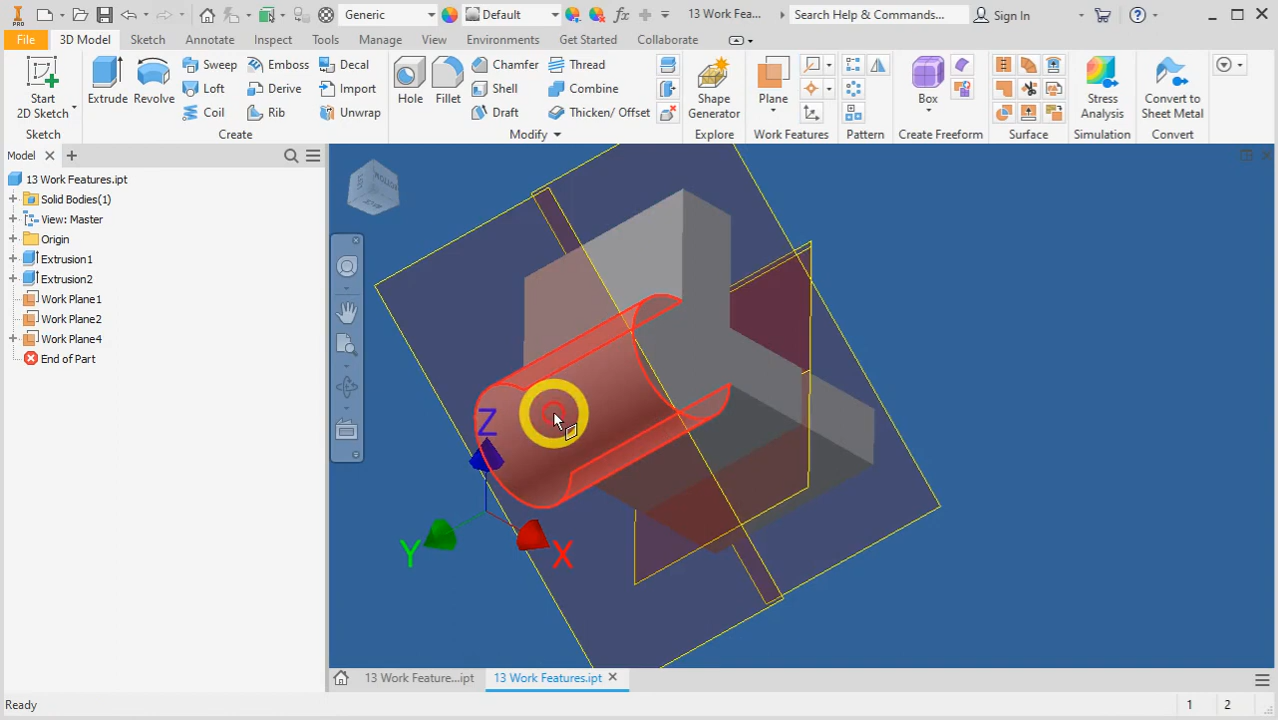 PRO
Generic
Default
fx
13 Work Fea...
Search Help & Commands...
Sign In
File
3D Model
Sketch
Annotate
Inspect
Tools
Manage
View
Environments
Get Started
Collaborate
Start
2D Sketch
Sketch
Extrude
Revolve
Sweep
Loft
Coil
Emboss
Derive
Rib
Decal
Import
Unwrap
Create
Hole
Fillet
Chamfer
Shell
Draft
Thread
Combine
Thicken/ Offset
Modify
Shape
Generator
Explore
Plane
Work Features
Pattern
Box
Create Freeform
Surface
Stress
Analysis
Simulation
Convert to
Sheet Metal
Convert
Model
13 Work Features.ipt
Solid Bodies(1)
View: Master
Origin
Extrusion1
Extrusion2
Work Plane1
Work Plane2
Work Plane4
End of Part
Z
Y
X
13 Work Feature...ipt
13 Work Features.ipt
Ready
1
2